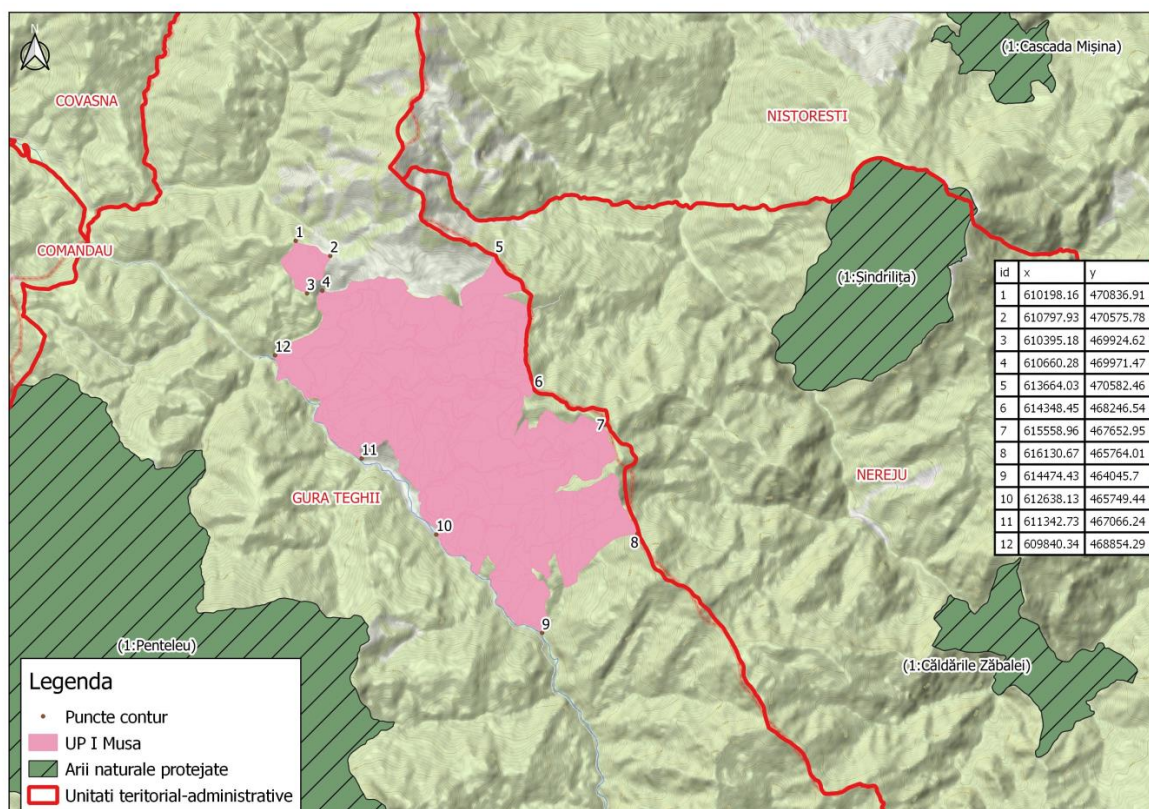 N
(1:Cascada Mișina)
COVASNA
NISTORESTI
1
2
5
COMANDAU
3 4
(1:Șindrilița)
12
6
7
11
GURA TEGHII
NEREJU
10
8
9
(1:Penteleu)
(1:Căldările Zăbalei)
id x y
1 610198.16 470836.91
2 610797.93 470575.78
3 610395.18 469924.62
4 610660.28 469971.47
5 613664.03 470582.46
6 614348.45 468246.54
7 615558.96 467652.95
8 616130.67 465764.01
9 614474.43 464045.7
10 612638.13 465749.44
11 611342.73 467066.24
12 609840.34 468854.29
Legenda
Puncte contur
UP I Musa
Arii naturale protejate
Unitati teritorial-administrative